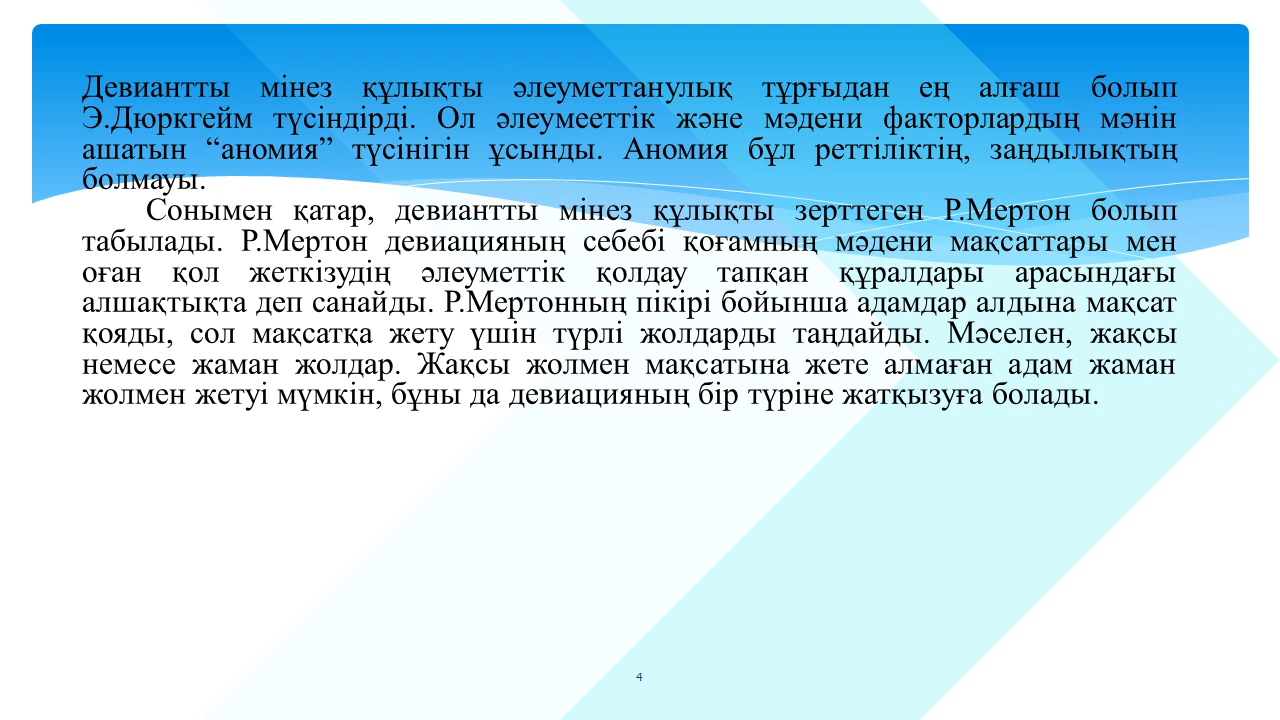 Девиантты мінез құлықты әлеуметтанулық тұрғыдан ең алғаш болып
Э.Дюркгейм түсіндірді. Ол әлеумееттік және мәдени факторлардың мәнін
ашатын “аномия” түсінігін ұсынды. Аномия бұл реттіліктің, заңдылықтың
болмауы.
Сонымен қатар, девиантты мінез құлықты зерттеген Р.Мертон болып
табылады. Р.Мертон девиацияның себебі қоғамның мәдени мақсаттары мен
оған қол жеткізудің әлеуметтік қолдау тапқан құралдары арасындағы
алшақтықта деп санайды. Р.Мертонның пікірі бойынша адамдар алдына мақсат
қояды, сол мақсатқа жету үшін түрлі жолдарды таңдайды. Мәселен, жақсы
немесе жаман жолдар. Жақсы жолмен мақсатына жете алмаған адам жаман
жолмен жетуі мүмкін, бұны да девиацияның бір түріне жатқызуға болады.
4